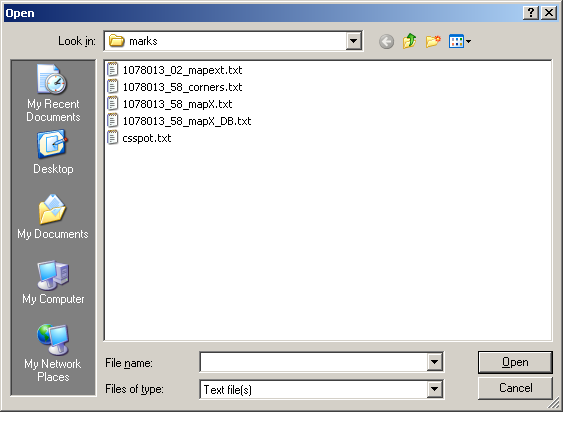 Open
Look in:
marks
My Recent
Documents
Desktop
My Documents
My Computer
My Network
Places
1078013_02_mapext.txt
1078013_58_corners.txt
1078013_58_mapX.txt
1078013_58_mapX_DB.txt
csspot.txt
File name:
Open
Files of type:
Text file(s)
Cancel